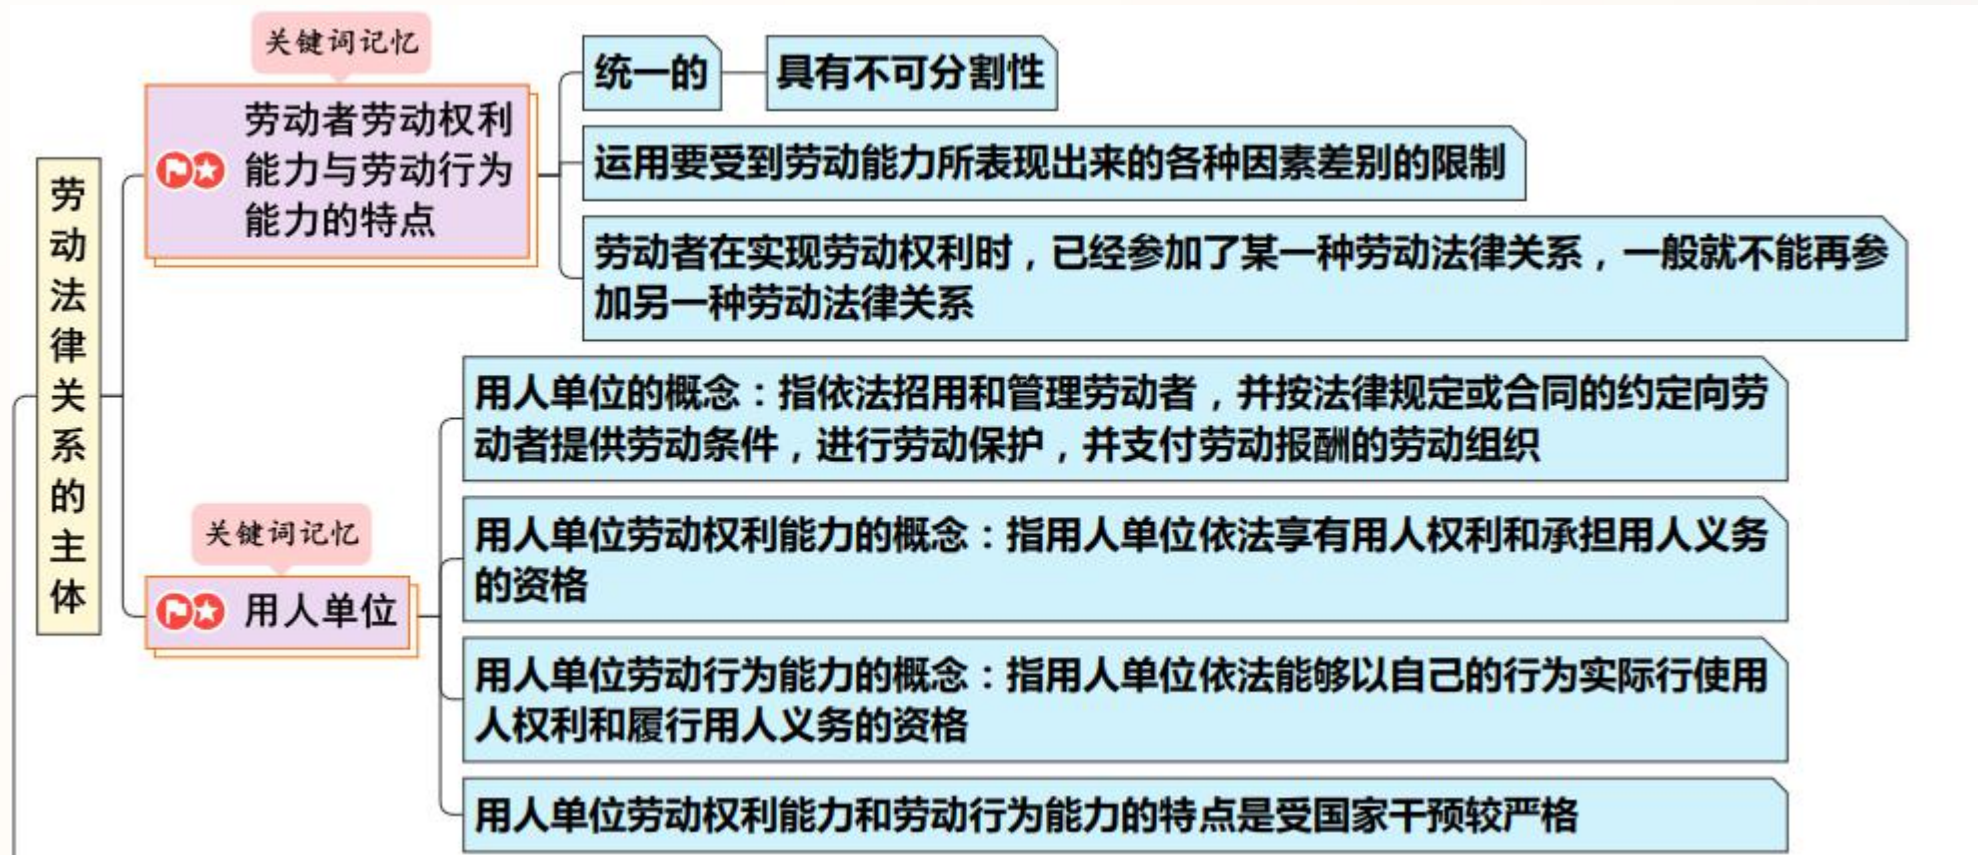 劳动法律关系的主体
关键词记忆
劳动者劳动权利
能力与劳动行为
能力的特点
统一的
具有不可分割性
运用要受到劳动能力所表现出来的各种因素差别的限制
劳动者在实现劳动权利时，已经参加了某一种劳动法律关系，一般就不能再参
加另一种劳动法律关系
关键词记忆
用人单位
用人单位的概念：指依法招用和管理劳动者，并按法律规定或合同的约定向劳
动者提供劳动条件，进行劳动保护，并支付劳动报酬的劳动组织
用人单位劳动权利能力的概念：指用人单位依法享有用人权利和承担用人义务
的资格
用人单位劳动行为能力的概念：指用人单位依法能够以自己的行为实际行使用
人权利和履行用人义务的资格
用人单位劳动权利能力和劳动行为能力的特点是受国家干预较严格